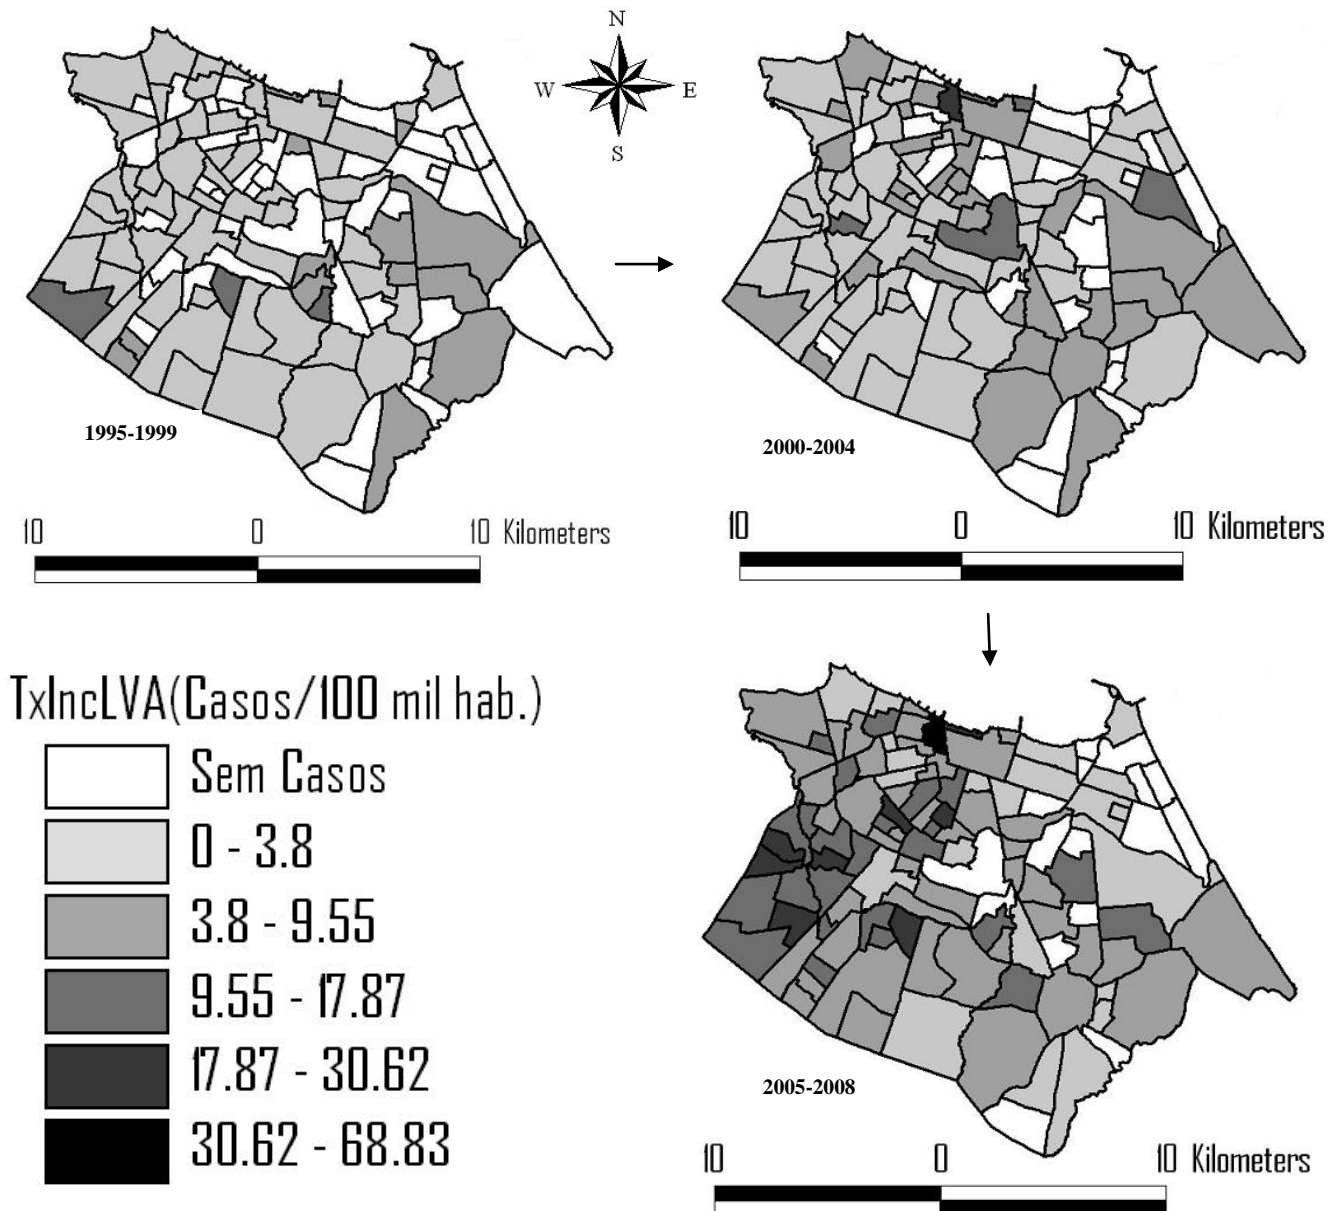 N
W E
S
1995-1999
2000-2004
10 0 10 Kilometers
10 0 10 Kilometers
TxIncLVA(Casos/100 mil hab.)
Sem Casos
0 - 3.8
3.8 - 9.55
9.55 - 17.87
17.87 - 30.62
30.62 - 68.83
2005-2008
10 0 10 Kilometers